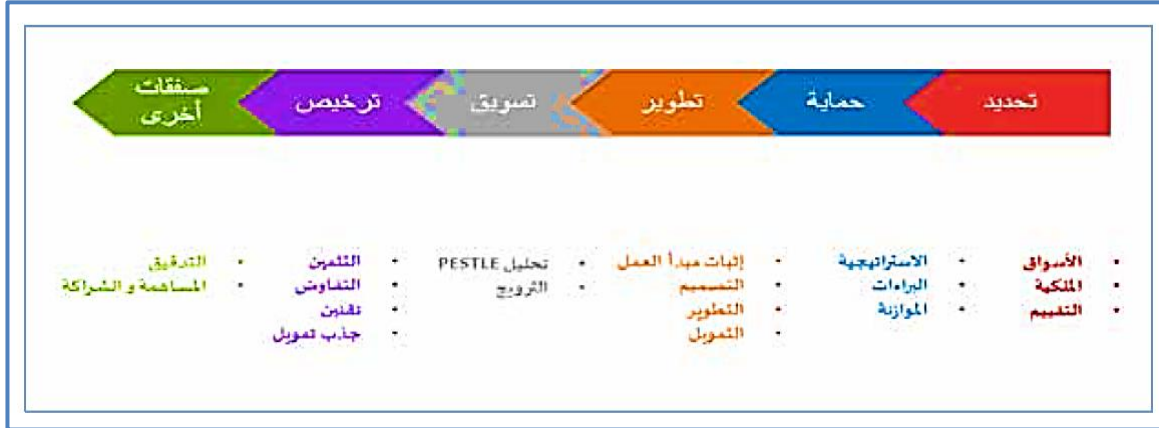 تحديد
حماية
تطوير
تسويق
ترخيص
صفقات
أخرى
• الأسواق
• الملكية
• التقييم
• الاستراتيجية
• البراءات
• الموازنة
• إثبات مبدأ العمل
• التصميم
• التطوير
• التمويل
• تحليل PESTLE
• الترويج
• التثمين
• التفاوض
• تقنين
• جذب تمويل
• التدقيق
• المساهمة و الشراكة